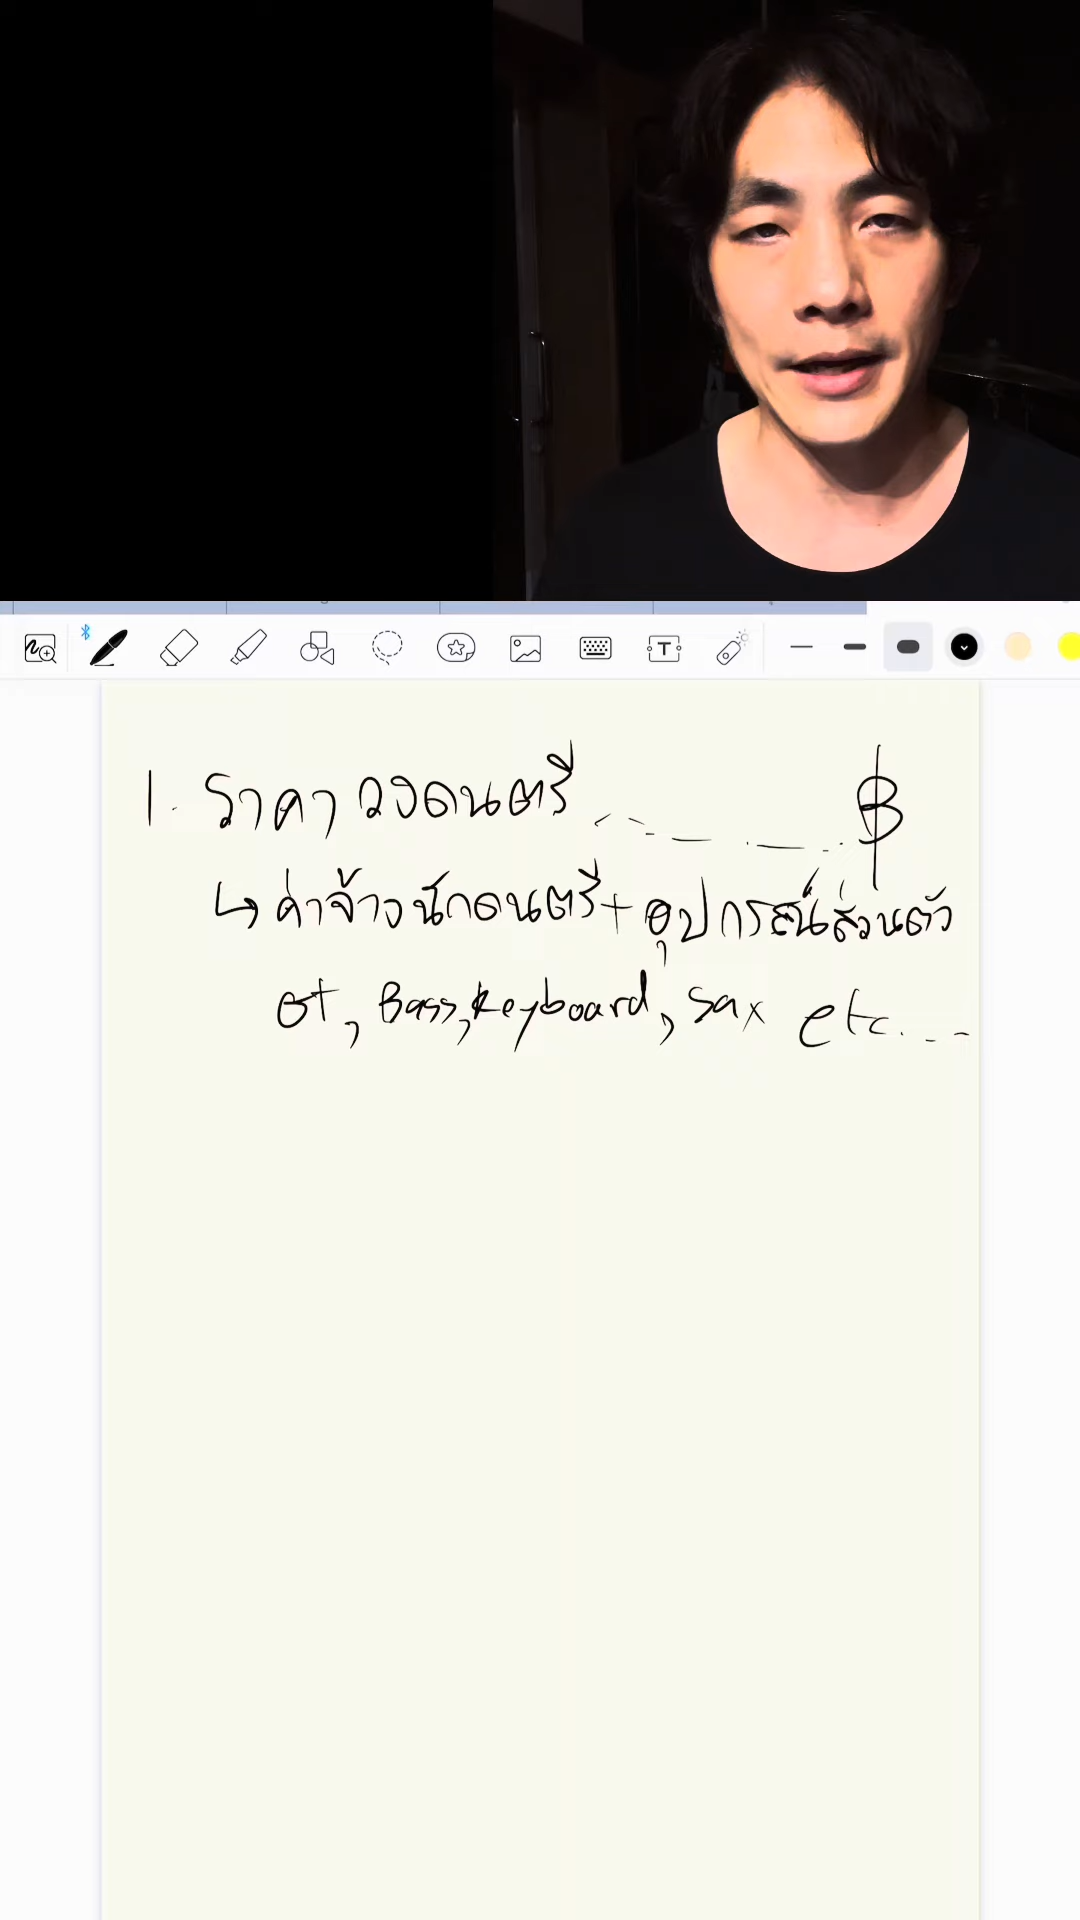 1. ราคา วงดนตรี ......... ฿
↳ ค่าจ้างนักดนตรี + อุปกรณ์ส่วนตัว
Gt, Bass, Keyboard, Sax etc....